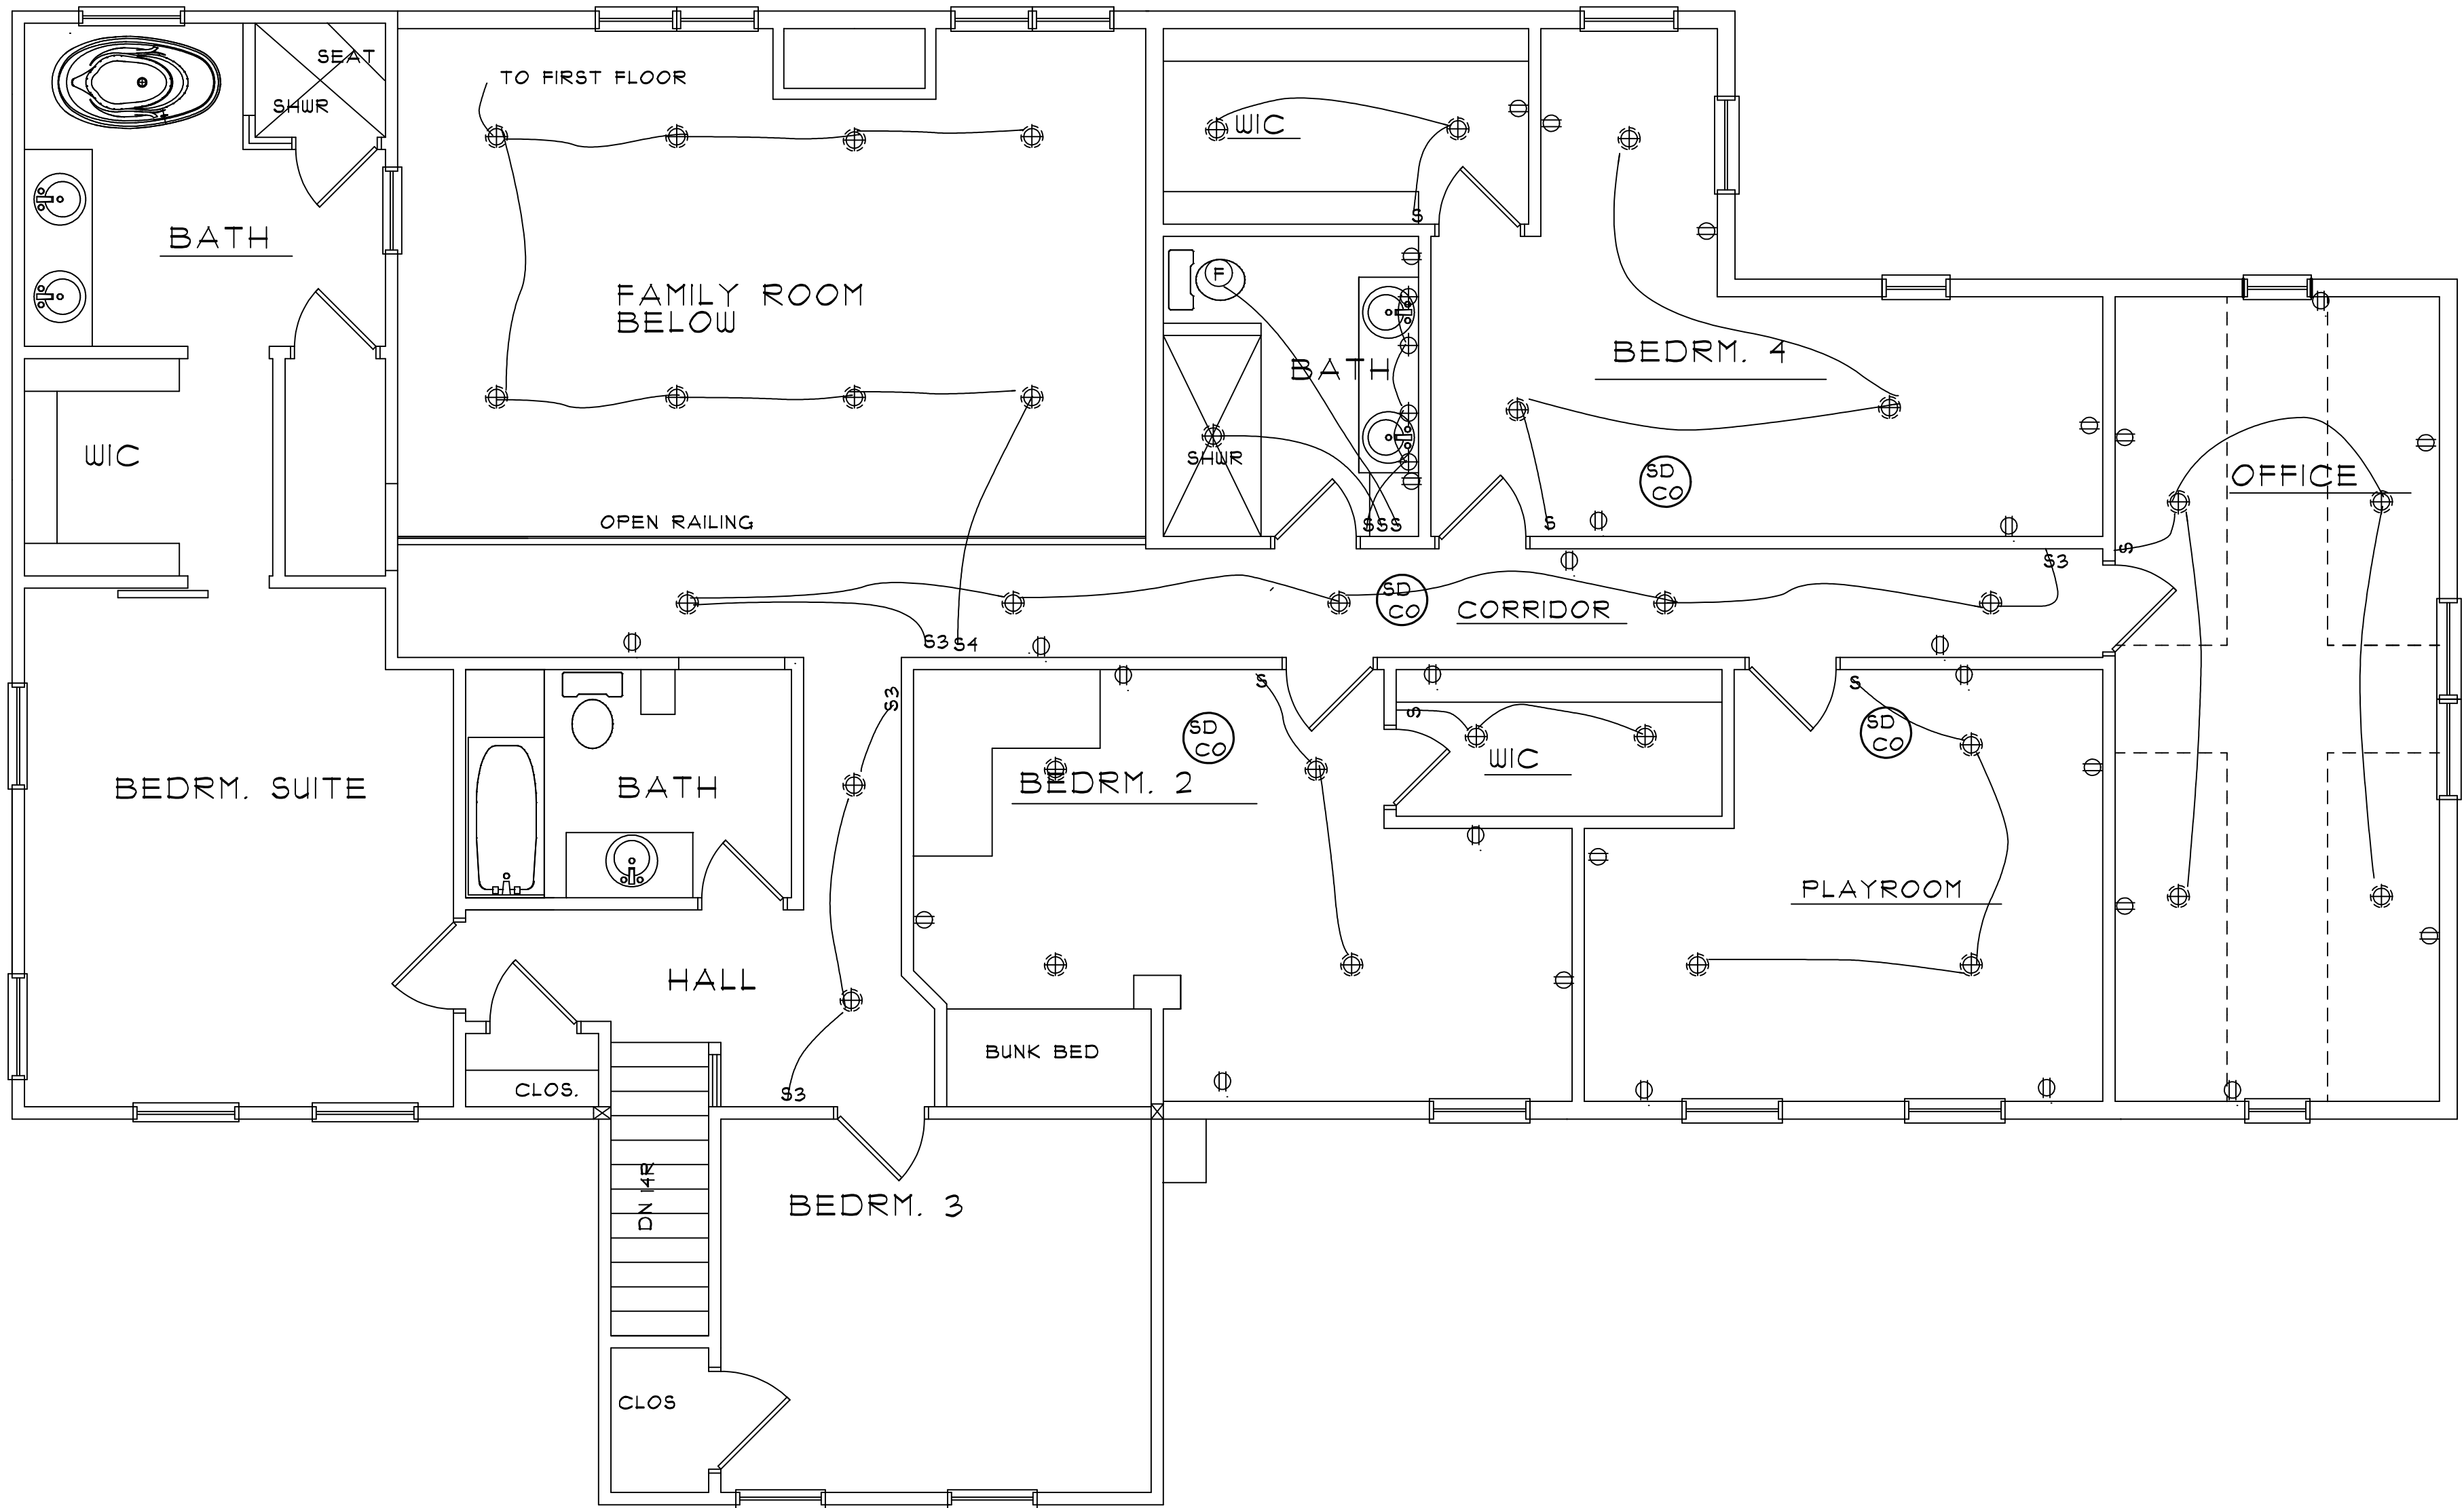 SEAT
SHWR
TO FIRST FLOOR
WIC
BATH
F
FAMILY ROOM
BELOW
S
BATH
BEDRM. 4
WIC
SHWR
SD
CO
OFFICE
OPEN RAILING
SSS
S
S
S3
SD
CO
CORRIDOR
S3
S4
S3
S
S
S
SD
CO
SD
CO
WIC
BEDRM. SUITE
BATH
BEDRM. 2
PLAYROOM
HALL
BUNK BED
CLOS.
S3
DN 14R
BEDRM. 3
CLOS